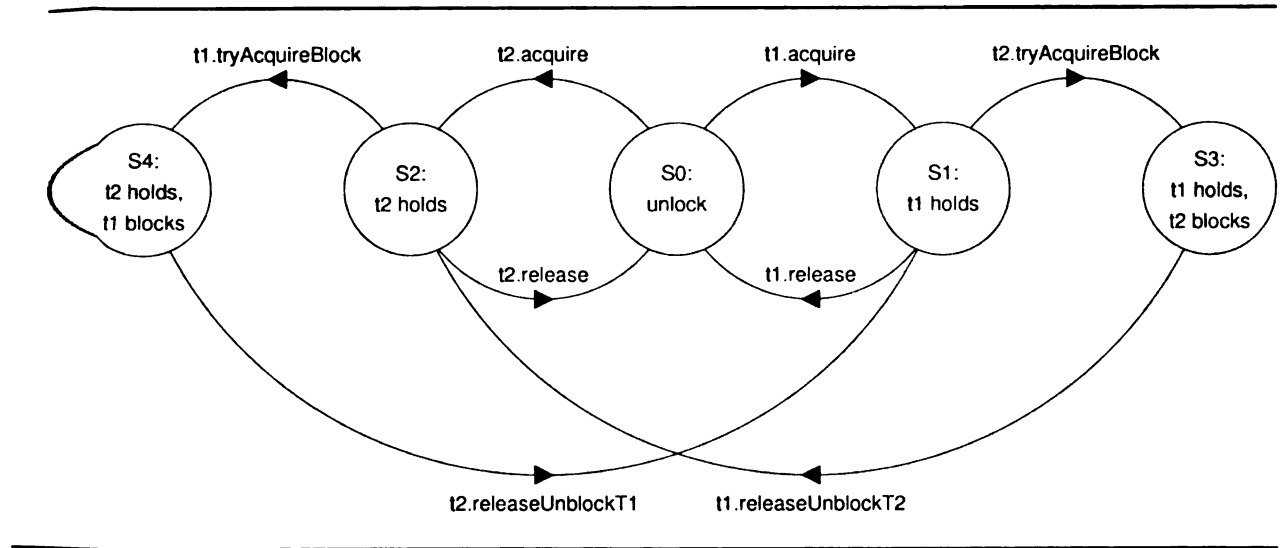 t1.tryAcquireBlock
t2.acquire
t1.acquire
t2.tryAcquireBlock
S4:
t2 holds,
t1 blocks
S2:
t2 holds
S0:
unlock
S1:
t1 holds
S3:
t1 holds,
t2 blocks
t2.release
t1.release
t2.releaseUnblockT1
t1.releaseUnblockT2